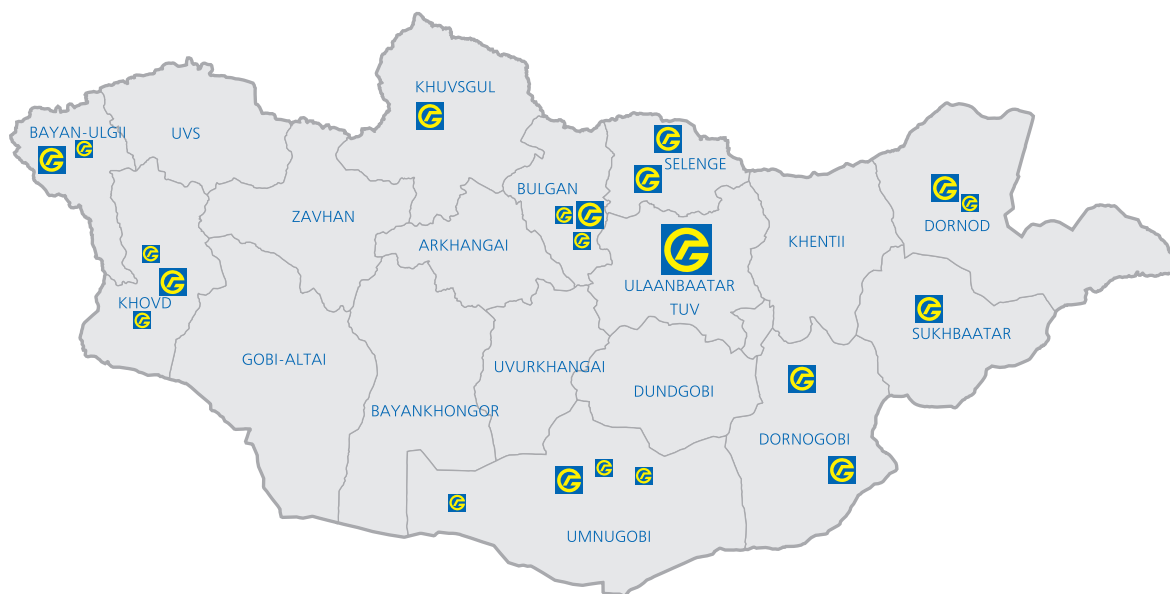 KHUVSGUL
BAYAN-ULGII
UVS
SELENGE
BULGAN
ZAVHAN
DORNOD
ARKHANGAI
KHENTII
ULAANBAATAR
KHOVD
TUV
SUKHBAATAR
GOBI-ALTAI
UVURKHANGAI
DUNDGOBI
BAYANKHONGOR
DORNOGOBI
UMNUGOBI